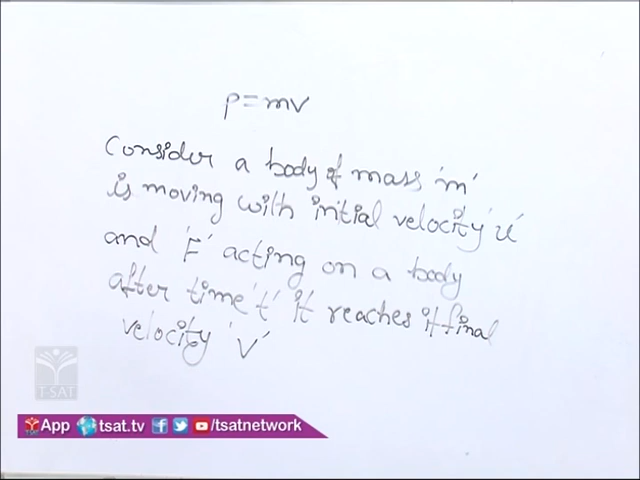 p = mv
Consider a body of mass 'm'
is moving with initial velocity 'u'
and 'F' acting on a body
after time 't' it reaches it final
velocity 'v'
T-SAT
App tsat.tv /tsatnetwork